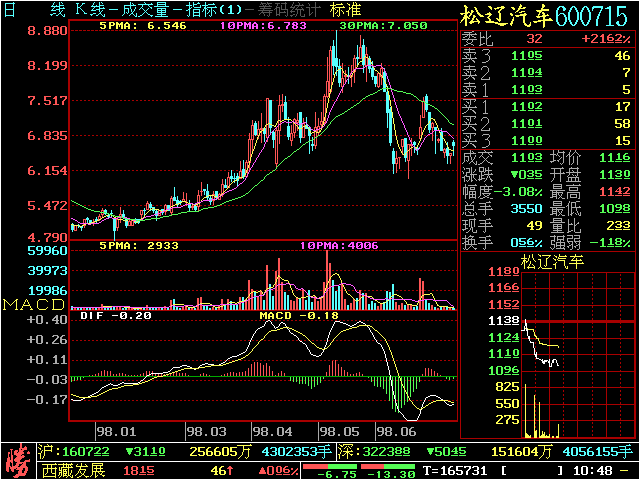 日 线 K线-成交量-指标(1)-筹码统计 标准
松辽汽车600715
5PMA: 6.546 10PMA:6.783 30PMA:7.050
8.880
8.199
7.517
6.835
6.154
5.472
4.790
委比 32 +2162%
卖3 1105 46
卖2 1104 7
卖1 1103 5
买1 1102 17
买2 1101 58
买3 1100 15
成交 1103 均价 1116
涨跌 ▼035 开盘 1130
幅度-3.08% 最高 1142
总手 3550 最低 1098
现手 49 量比 233
换手 056% 强弱 -118%
5PMA: 2933 10PMA:4006
59960
39973
19986
MACD
DIF -0.20 MACD -0.18
+0.40
+0.26
+0.11
-0.03
-0.17
98.01 98.03 98.04 98.05 98.06
松辽汽车
1180
1166
1152
1138
1124
1110
1096
825
550
275
胜
沪:160722 ▼3110 256605万 4302353手 深:322388 ▼5045 151604万 4056155手
西藏发展 1815 46↑ ▲006% -6.75 -13.30 T=165731 [ ] 10:48 -